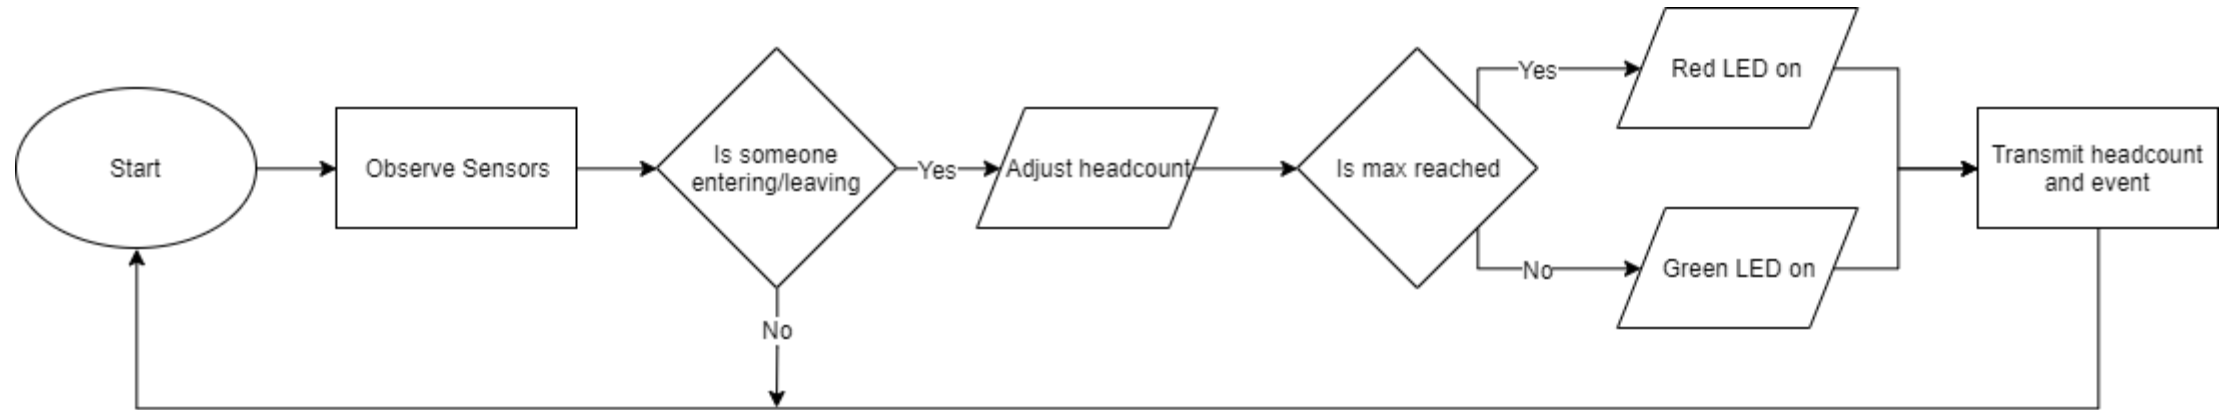 Start
Observe Sensors
Is someone
entering/leaving
Yes
No
Adjust headcount
Is max reached
Yes
No
Red LED on
Green LED on
Transmit headcount
and event